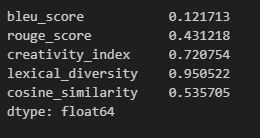 bleu_score 0.121713
rouge_score 0.431218
creativity_index 0.720754
lexical_diversity 0.950522
cosine_similarity 0.535705
dtype: float64